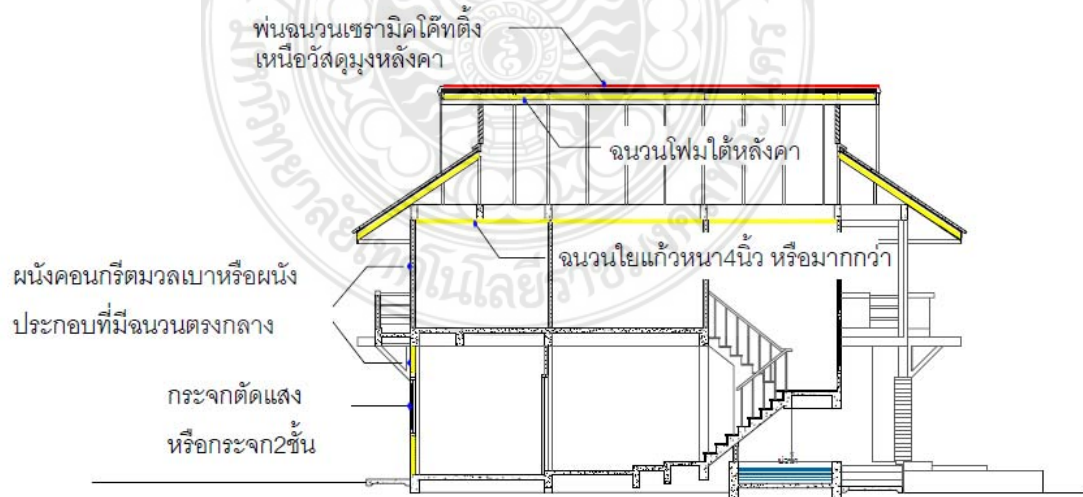 พ่นฉนวนเซรามิคโค๊ทติ้ง
เหนือวัสดุมุงหลังคา
ฉนวนโฟมใต้หลังคา
ฉนวนใยแก้วหนา4นิ้ว หรือมากกว่า
ผนังคอนกรีตมวลเบาหรือผนัง
ประกอบที่มีฉนวนตรงกลาง
กระจกตัดแสง
หรือกระจก2ชั้น